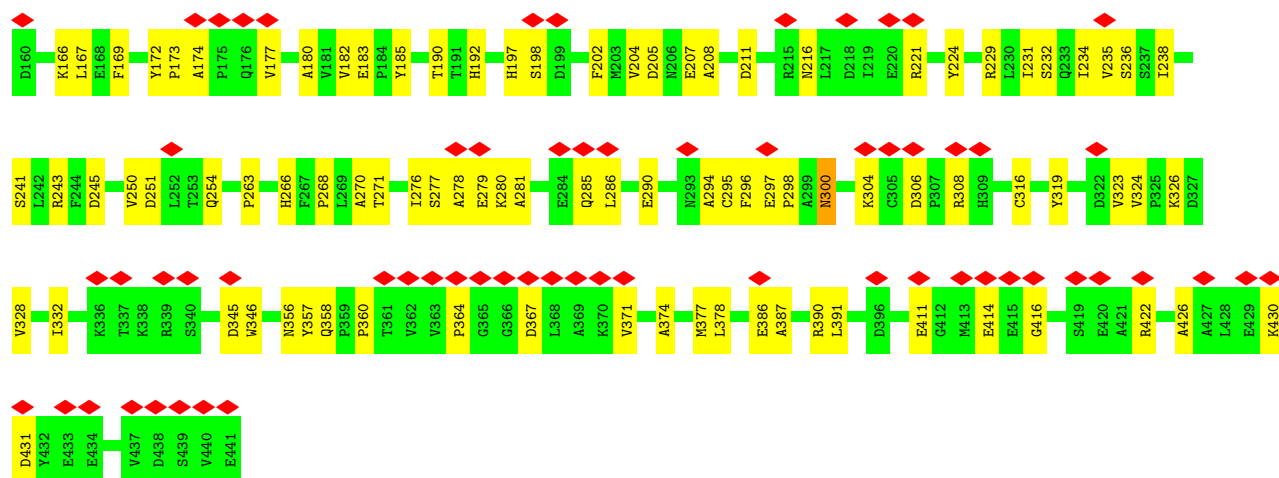 D160 K166 L167 E168 F169 Y172 P173 A174 P175 Q176 V177 A180 V181 V182 E183 P184 Y185 T190 T191 H192 H197 S198 D199 F202 M203 V204 D205 N206 E207 A208 D211 R215 N216 L217 D218 I219 E220 R221 Y224 R229 L230 I231 S232 Q233 I234 V235 S236 S237 I238
S241 L242 R243 F244 D245 V250 D251 L252 T253 Q254 P263 H266 F267 P268 L269 A270 T271 I276 S277 A278 E279 K280 A281 E284 Q285 L286 E290 N293 A294 C295 F296 E297 P298 A299 N300 K304 C305 D306 P307 R308 H309 C316 Y319 D322 V323 V324 P325 K326 D327
V328 I332 K336 T337 K338 R339 S340 D345 W346 N356 Y357 Q358 P359 P360 T361 V362 V363 P364 G365 G366 D367 L368 A369 K370 V371 A374 M377 L378 E386 A387 R390 L391 D396 E411 G412 M413 E414 E415 G416 S419 E420 A421 R422 A426 A427 L428 E429 K430
D431 Y432 E433 E434 V437 D438 S439 V440 E441